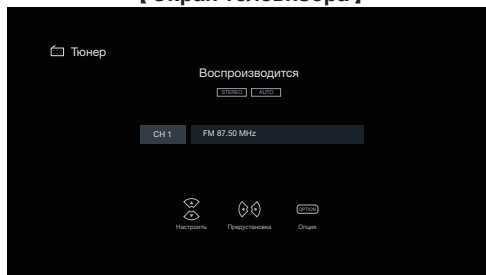 【 Экран телевизора 】
Тюнер
Воспроизводится
STEREO AUTO
CH 1 FM 87.50 MHz
OPTION
Настроить Предустановка Опция